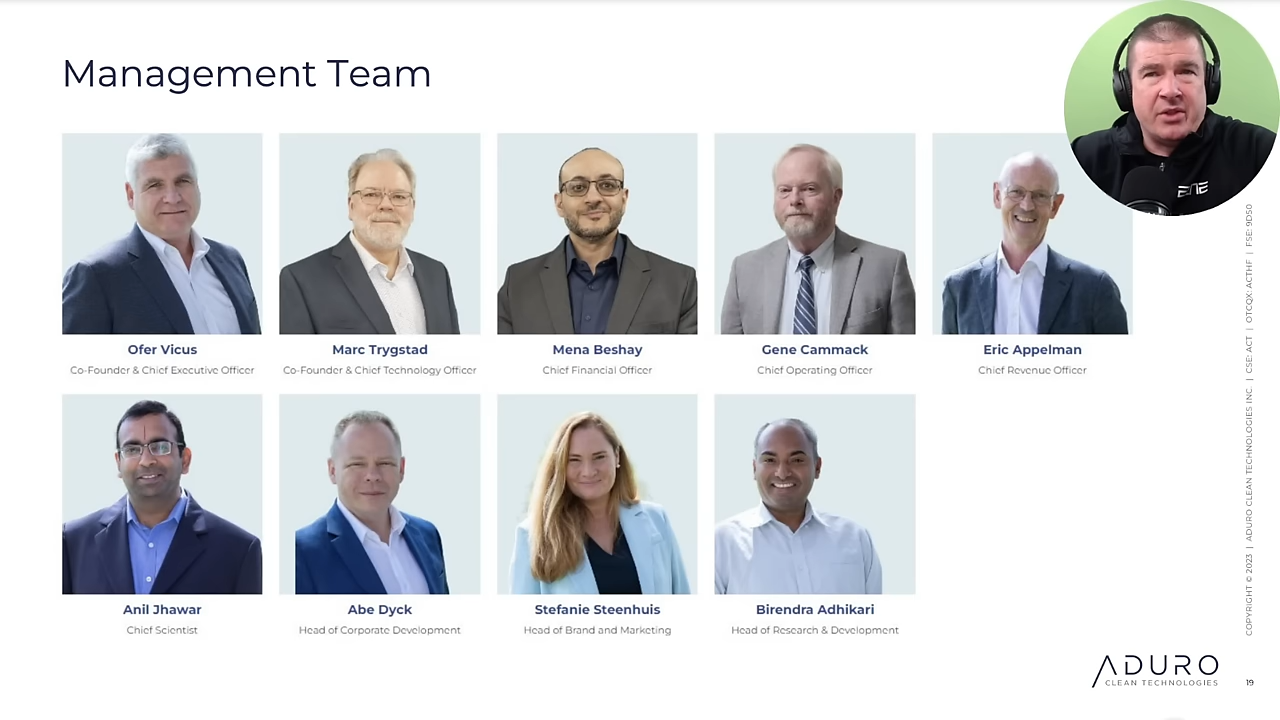 Management Team
Ofer Vicus
Co-Founder & Chief Executive Officer
Marc Trygstad
Co-Founder & Chief Technology Officer
Mena Beshay
Chief Financial Officer
Gene Cammack
Chief Operating Officer
Eric Appelman
Chief Revenue Officer
Anil Jhawar
Chief Scientist
Abe Dyck
Head of Corporate Development
Stefanie Steenhuis
Head of Brand and Marketing
Birendra Adhikari
Head of Research & Development
COPYRIGHT © 2023 | ADURO CLEAN TECHNOLOGIES INC. | CSE: ACT | OTCQX: ACTHF | FSE: 9D50
ADURO
CLEAN TECHNOLOGIES
19